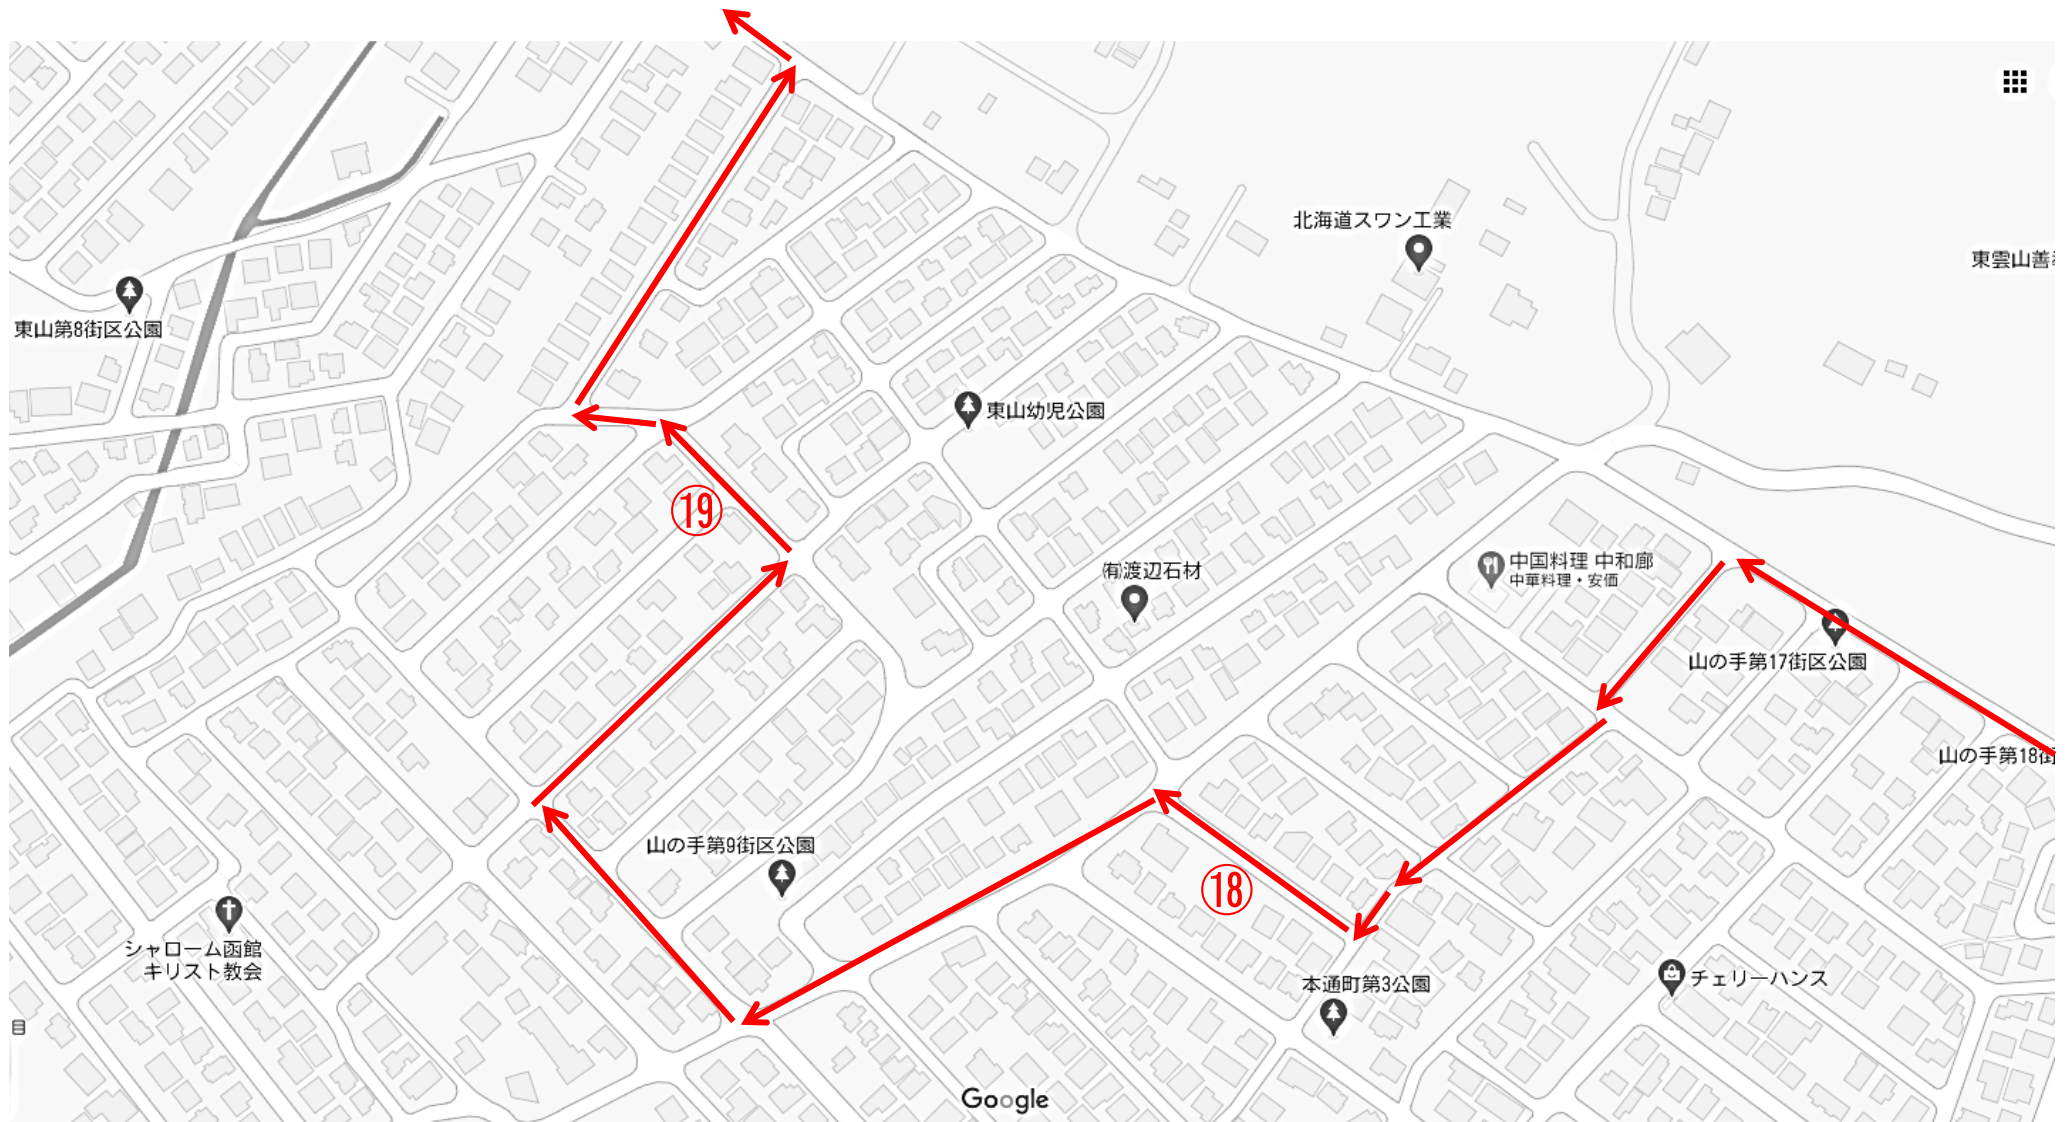 北海道スワン工業
東雲山善
東山第8街区公園
東山幼児公園
⑲
㈲渡辺石材
中国料理 中和廊
中華料理・安価
山の手第17街区公園
山の手第18街
山の手第9街区公園
⑱
シャローム函館
キリスト教会
本通町第3公園
チェリーハンス
Google